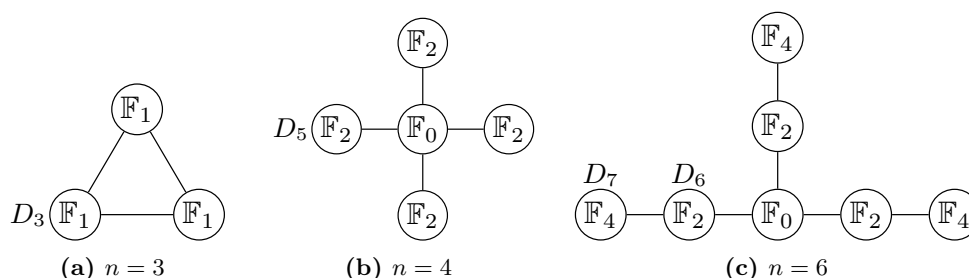 𝔽₄
𝔽₂
𝔽₁ D₅ 𝔽₂ 𝔽₀ 𝔽₂ 𝔽₂
D₇ D₆
D₃ 𝔽₁ 𝔽₁ 𝔽₂ 𝔽₄ 𝔽₂ 𝔽₀ 𝔽₂ 𝔽₄
(a) n = 3 (b) n = 4 (c) n = 6